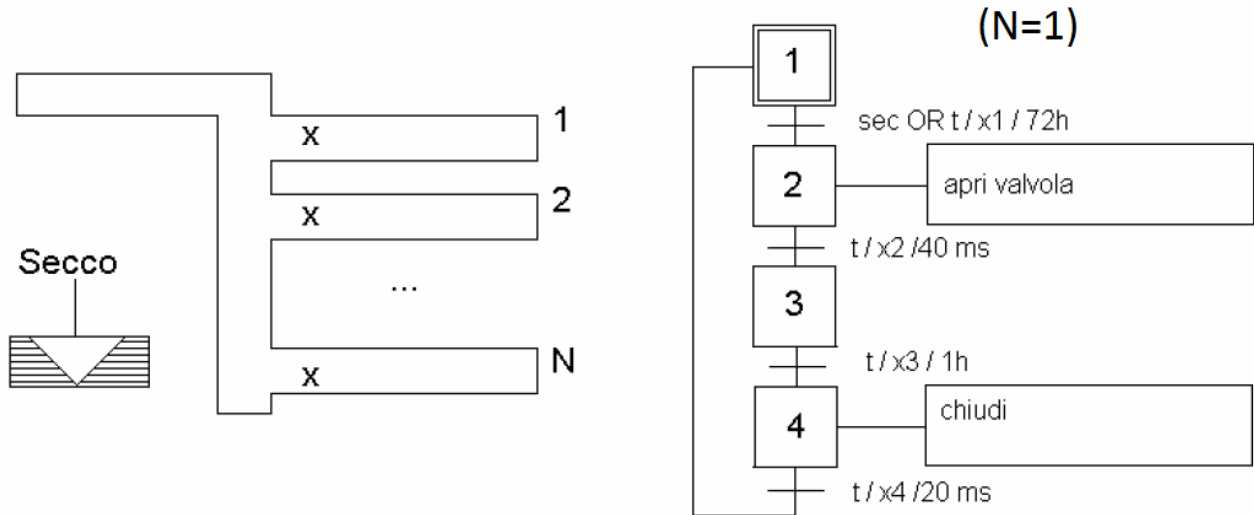 (N=1)
1
x
2
x
Secco
...
N
x
1
sec OR t / x1 / 72h
2
apri valvola
t / x2 /40 ms
3
t / x3 / 1h
4
chiudi
t / x4 /20 ms